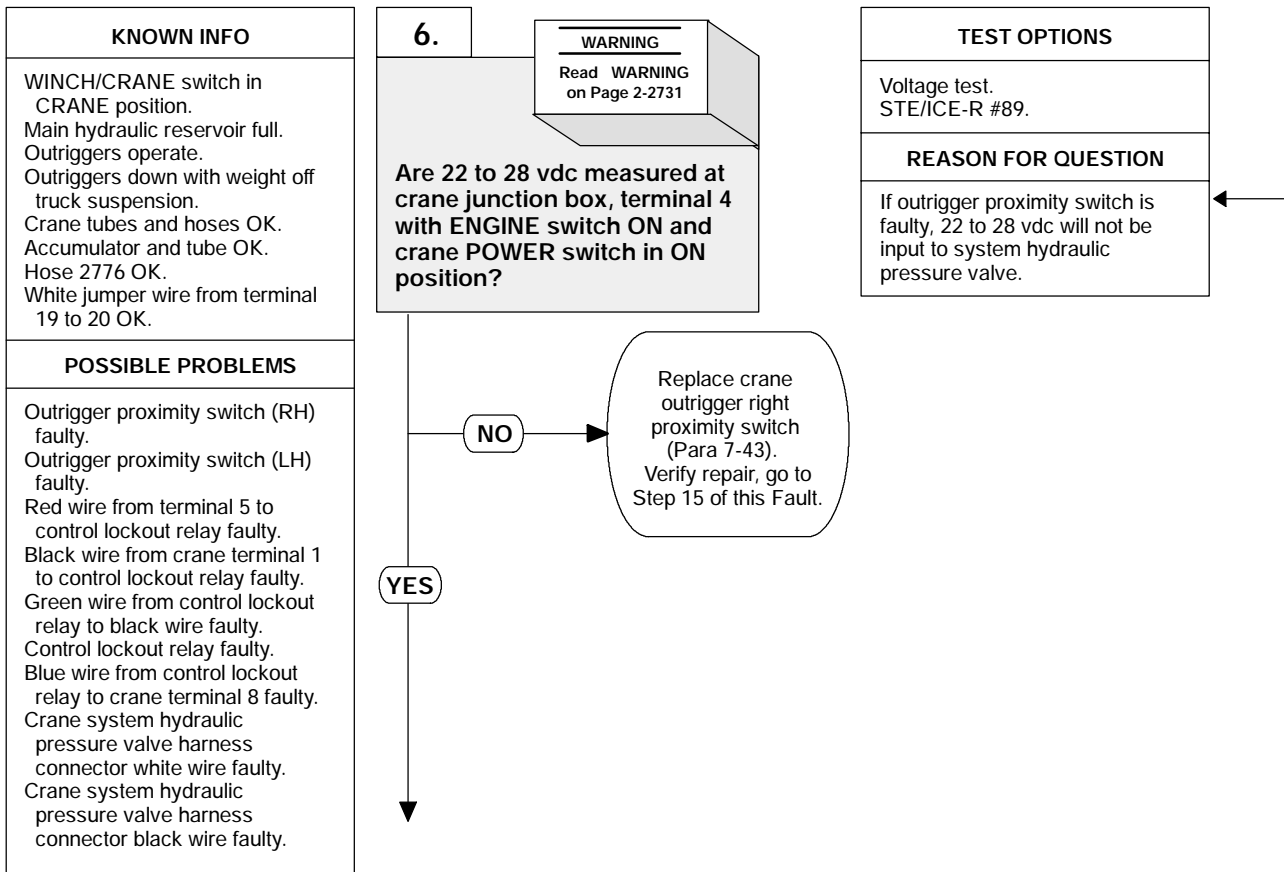 KNOWN INFO
WINCH/CRANE switch in
CRANE position.
Main hydraulic reservoir full.
Outriggers operate.
Outriggers down with weight off
truck suspension.
Crane tubes and hoses OK.
Accumulator and tube OK.
Hose 2776 OK.
White jumper wire from terminal
19 to 20 OK.
POSSIBLE PROBLEMS
Outrigger proximity switch (RH)
faulty.
Outrigger proximity switch (LH)
faulty.
Red wire from terminal 5 to
control lockout relay faulty.
Black wire from crane terminal 1
to control lockout relay faulty.
Green wire from control lockout
relay to black wire faulty.
Control lockout relay faulty.
Blue wire from control lockout
relay to crane terminal 8 faulty.
Crane system hydraulic
pressure valve harness
connector white wire faulty.
Crane system hydraulic
pressure valve harness
connector black wire faulty.
6.
WARNING
Read WARNING
on Page 2-2731
Are 22 to 28 vdc measured at
crane junction box, terminal 4
with ENGINE switch ON and
crane POWER switch in ON
position?
NO
Replace crane
outrigger right
proximity switch
(Para 7-43).
Verify repair, go to
Step 15 of this Fault.
YES
TEST OPTIONS
Voltage test.
STE/ICE-R #89.
REASON FOR QUESTION
If outrigger proximity switch is
faulty, 22 to 28 vdc will not be
input to system hydraulic
pressure valve.